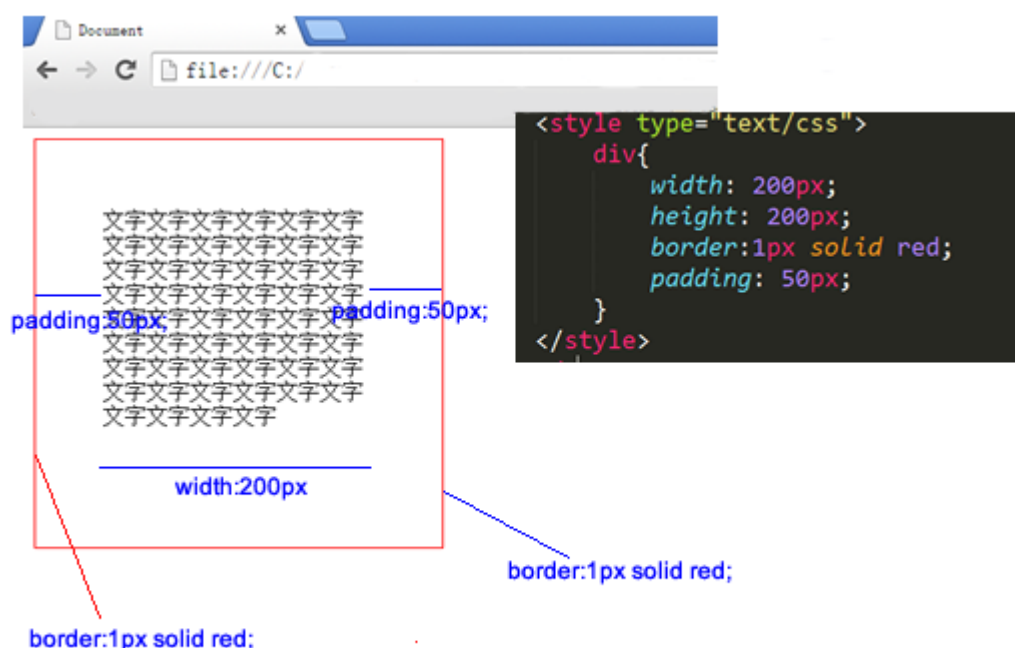 Document
file:///C:/
<style type="text/css">
div{
width: 200px;
height: 200px;
border:1px solid red;
padding: 50px;
}
</style>
文字文字文字文字文字文字
文字文字文字文字文字文字
文字文字文字文字文字文字
文字文字文字文字文字文字
文字文字文字文字文字文字
文字文字文字文字文字文字
文字文字文字文字文字文字
文字文字文字文字文字文字
文字文字文字文字
padding:50px;
padding:50px;
width:200px
border:1px solid red;
border:1px solid red;